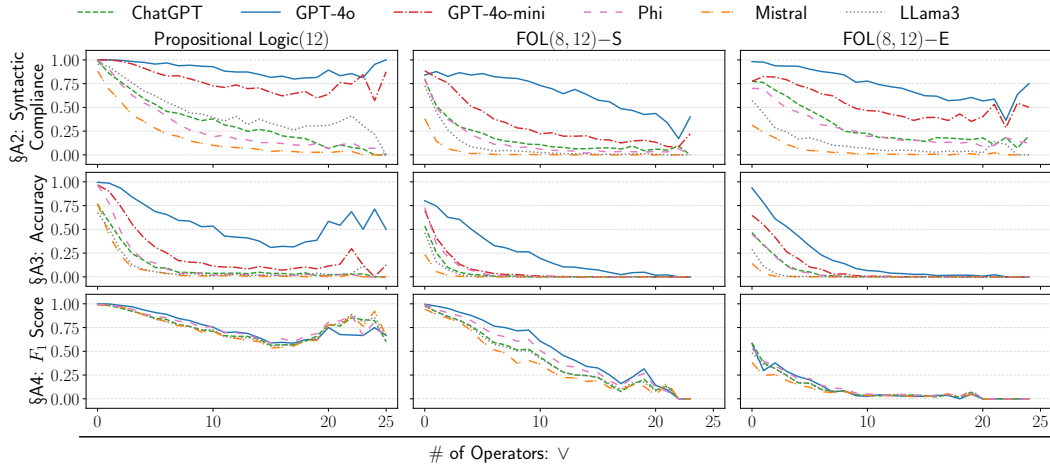 ChatGPT GPT-4o GPT-4o-mini Phi Mistral LLama3
Propositional Logic(12) FOL(8, 12)−S FOL(8, 12)−E
§A2: Syntactic
Compliance
1.00
0.75
0.50
0.25
0.00
§A3: Accuracy
1.00
0.75
0.50
0.25
0.00
§A4: F₁ Score
1.00
0.75
0.50
0.25
0.00
0 10 20 25 0 10 20 25 0 10 20 25
# of Operators: ∨